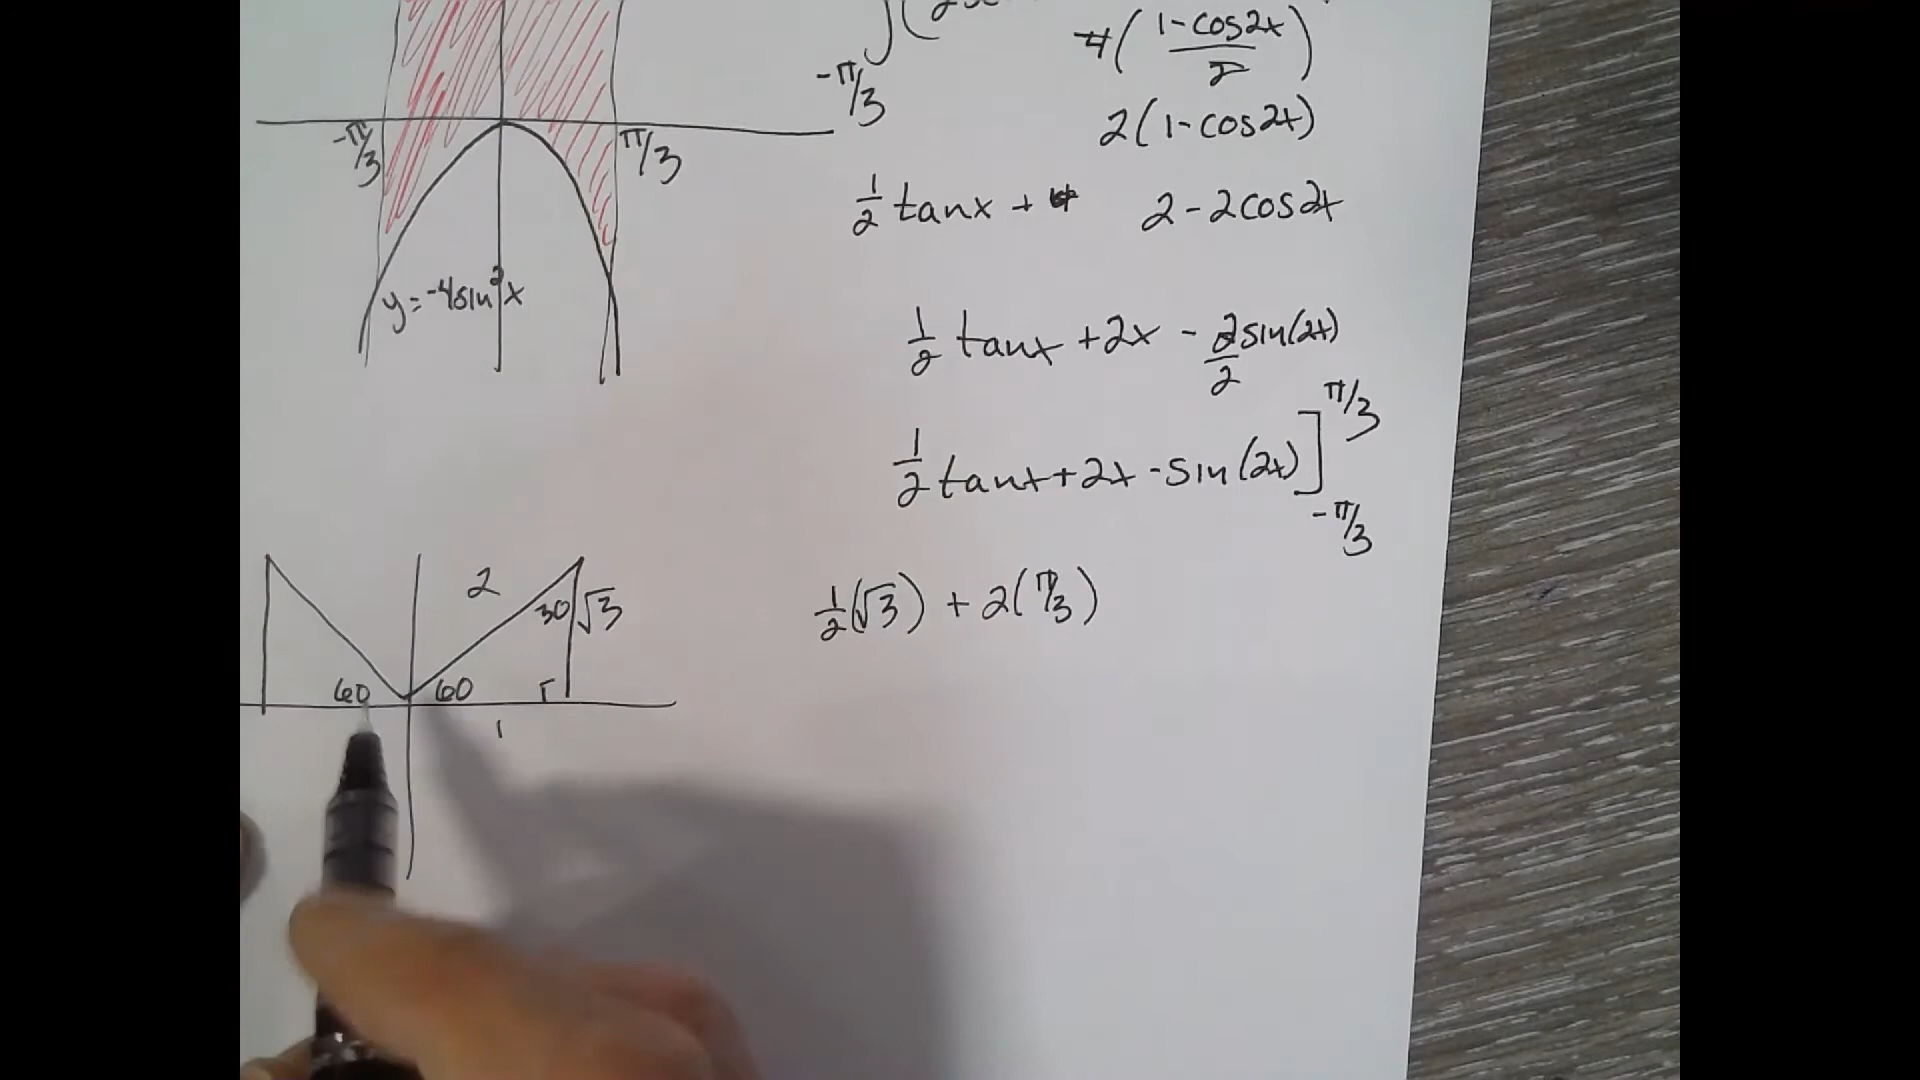 -π/3
4(1-cos2x/2)
2(1-cos2x)
-π/3
π/3
1/2 tanx +
2 - 2cos2x
y=-4sin²x
1/2 tanx +2x - 2/2 sin(2x)
1/2 tanx+2x -sin(2x)]
π/3
-π/3
2
30
√3
60
60
1
1/2(√3) + 2(π/3)